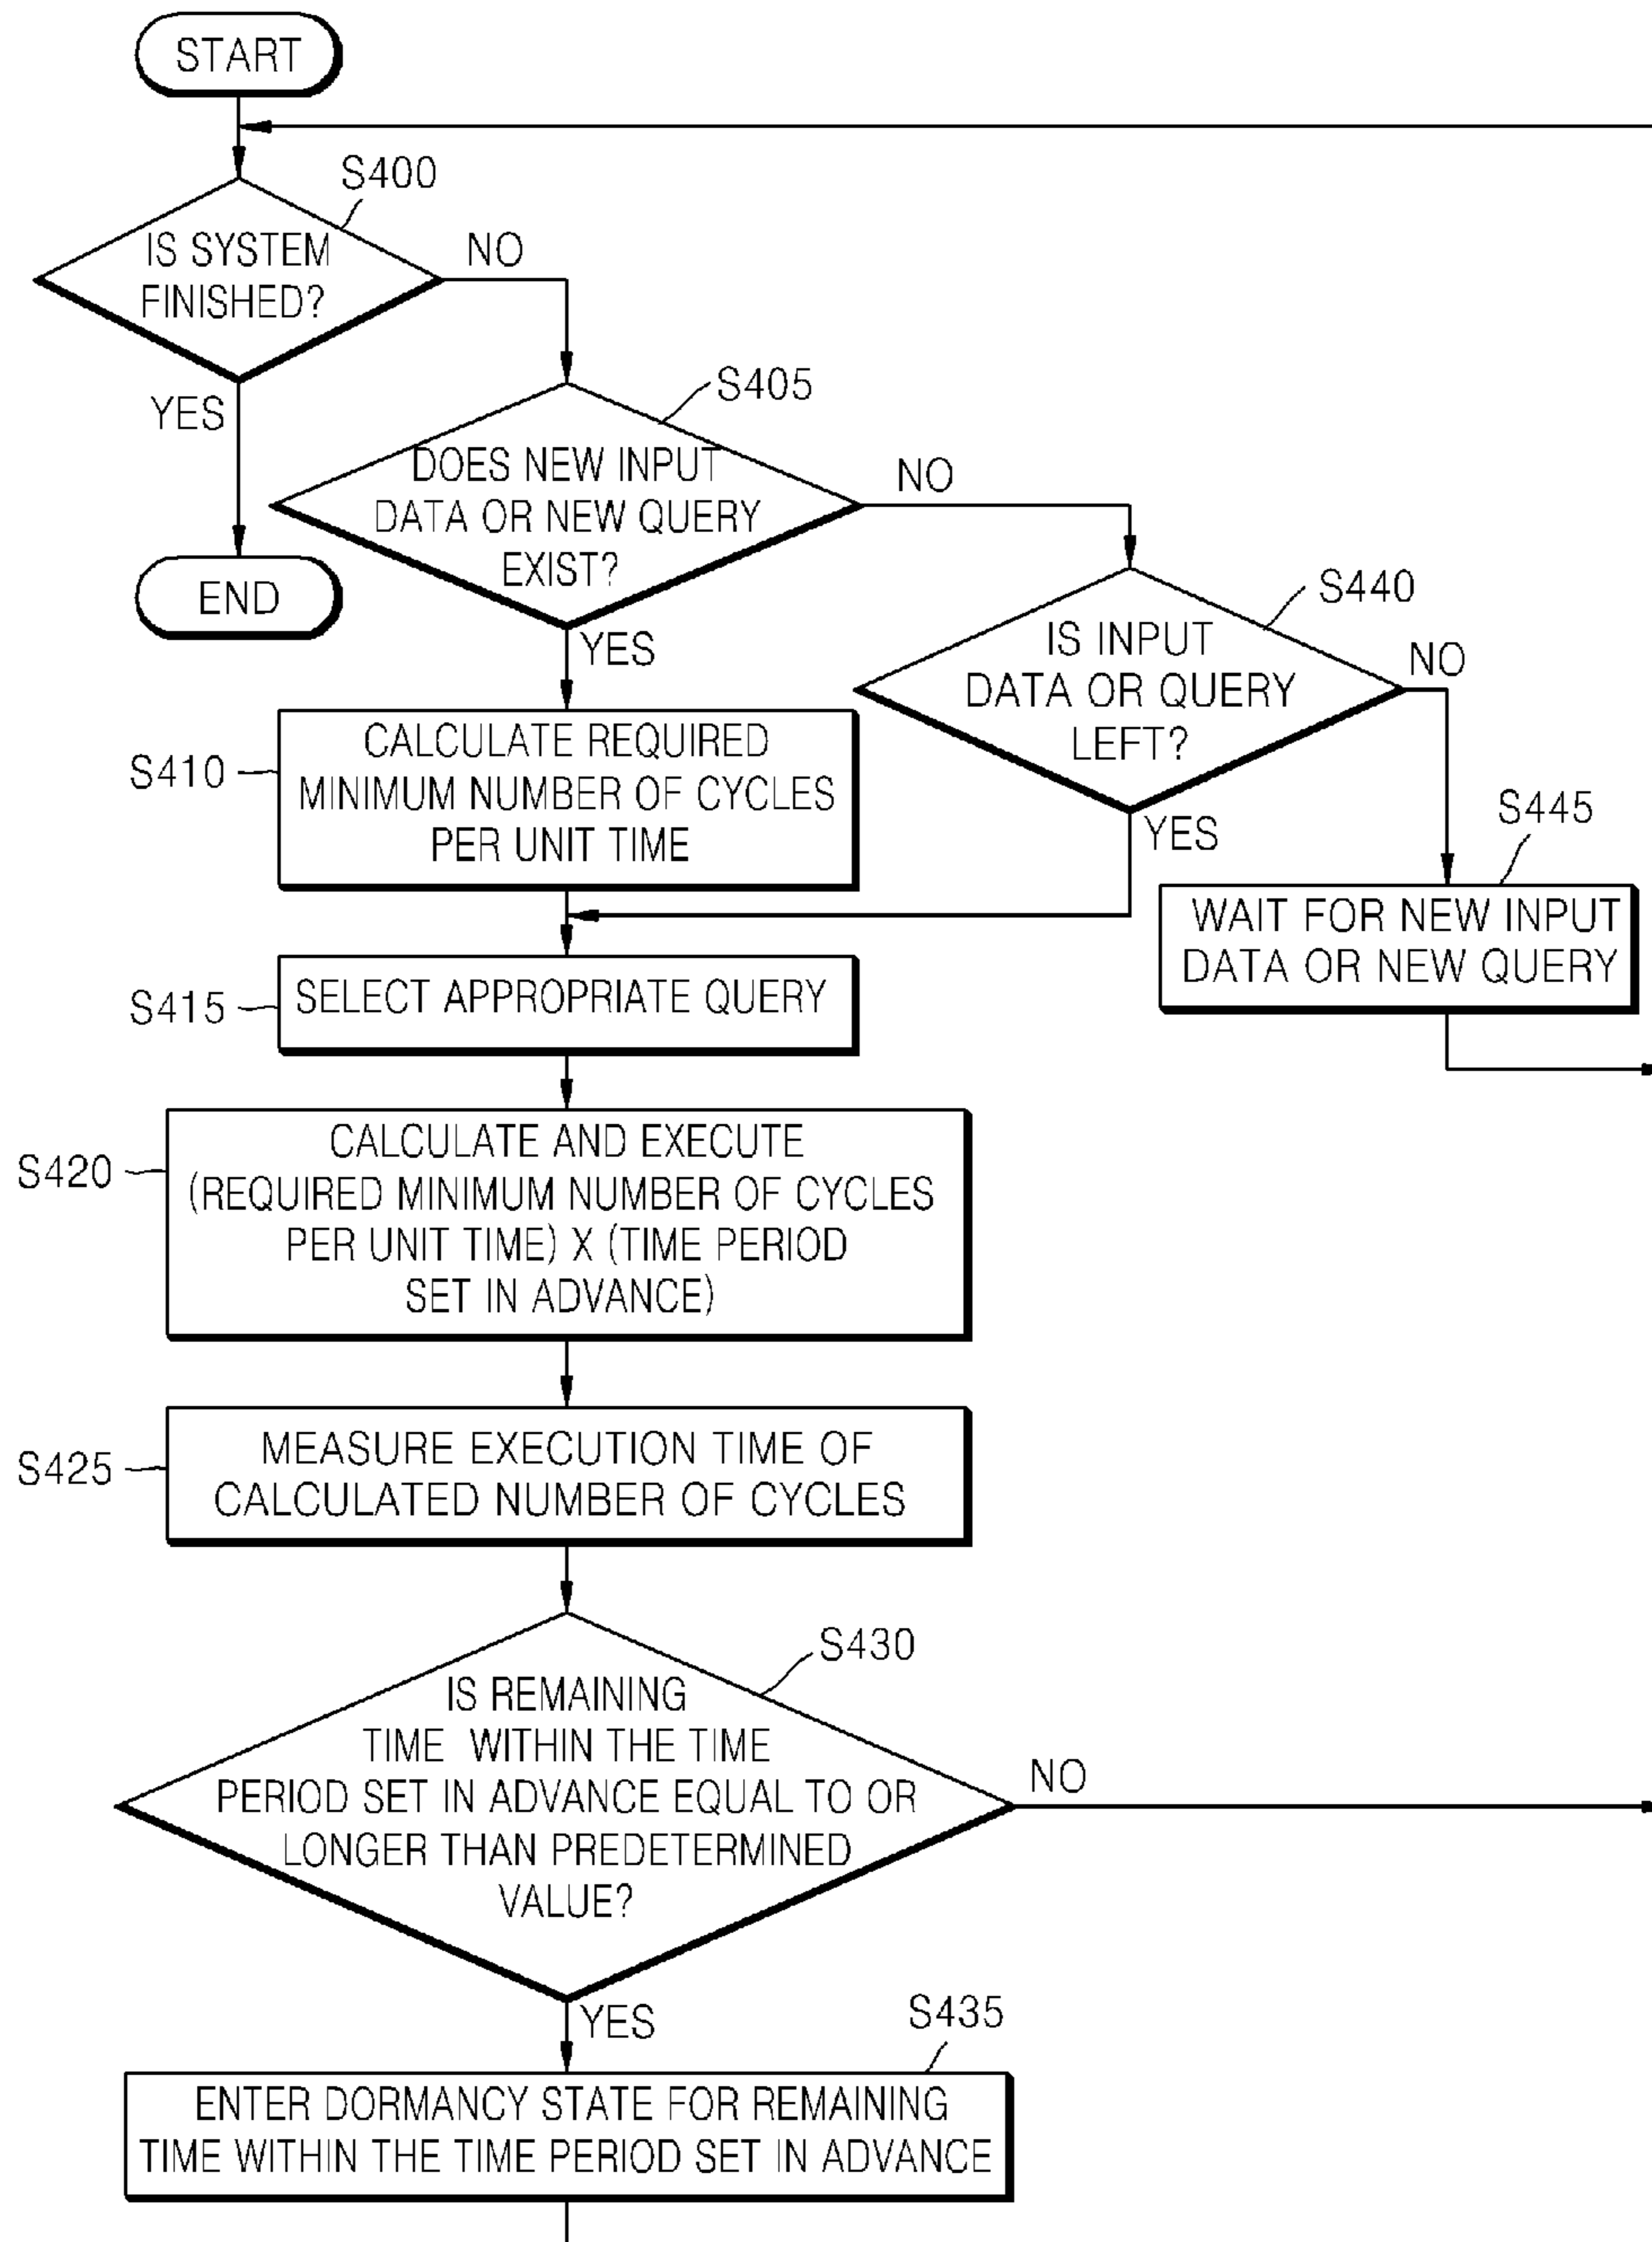 START
S400
IS SYSTEM
FINISHED?
NO
YES
END
S405
DOES NEW INPUT
DATA OR NEW QUERY
EXIST?
NO
YES
S440
IS INPUT
DATA OR QUERY
LEFT?
NO
YES
S445
WAIT FOR NEW INPUT
DATA OR NEW QUERY
S410
CALCULATE REQUIRED
MINIMUM NUMBER OF CYCLES
PER UNIT TIME
S415
SELECT APPROPRIATE QUERY
S420
CALCULATE AND EXECUTE
(REQUIRED MINIMUM NUMBER OF CYCLES
PER UNIT TIME) X (TIME PERIOD
SET IN ADVANCE)
S425
MEASURE EXECUTION TIME OF
CALCULATED NUMBER OF CYCLES
S430
IS REMAINING
TIME WITHIN THE TIME
PERIOD SET IN ADVANCE EQUAL TO OR
LONGER THAN PREDETERMINED
VALUE?
NO
YES
S435
ENTER DORMANCY STATE FOR REMAINING
TIME WITHIN THE TIME PERIOD SET IN ADVANCE